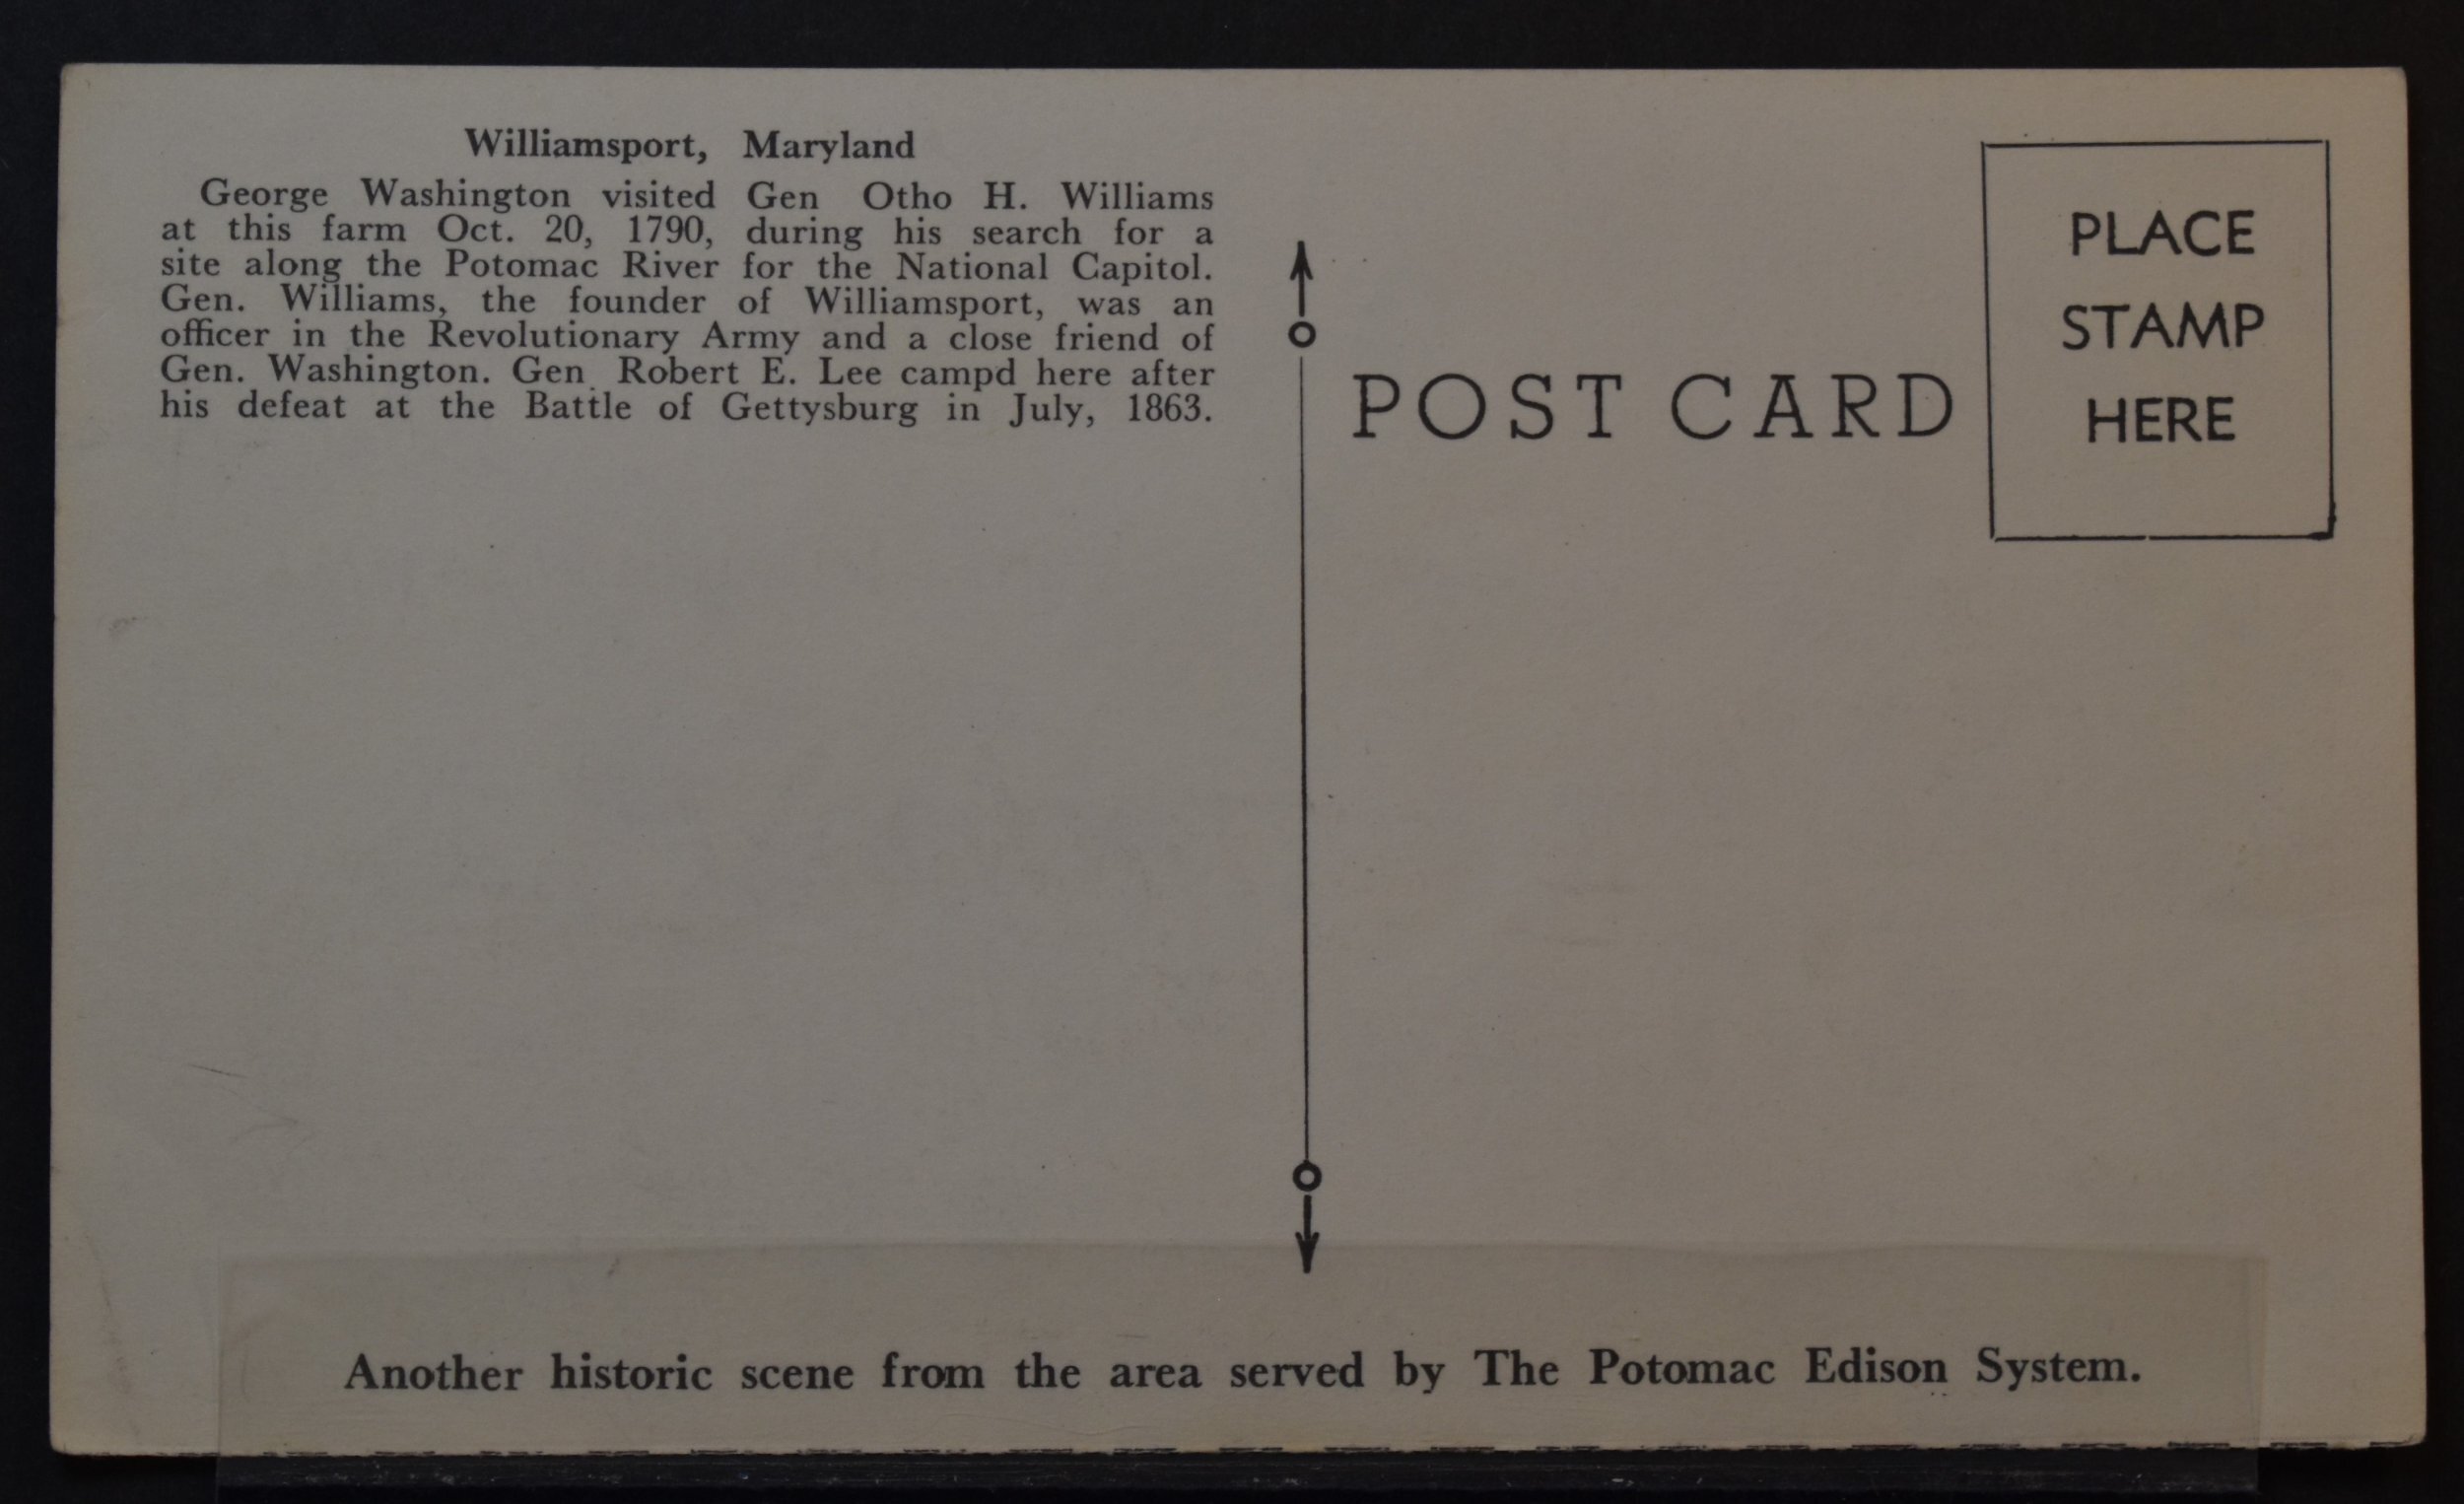 Williamsport, Maryland
George Washington visited Gen Otho H. Williams
at this farm Oct. 20, 1790, during his search for a
site along the Potomac River for the National Capitol.
Gen. Williams, the founder of Williamsport, was an
officer in the Revolutionary Army and a close friend of
Gen. Washington. Gen. Robert E. Lee campd here after
his defeat at the Battle of Gettysburg in July, 1863.
POST CARD
PLACE
STAMP
HERE
Another historic scene from the area served by The Potomac Edison System.